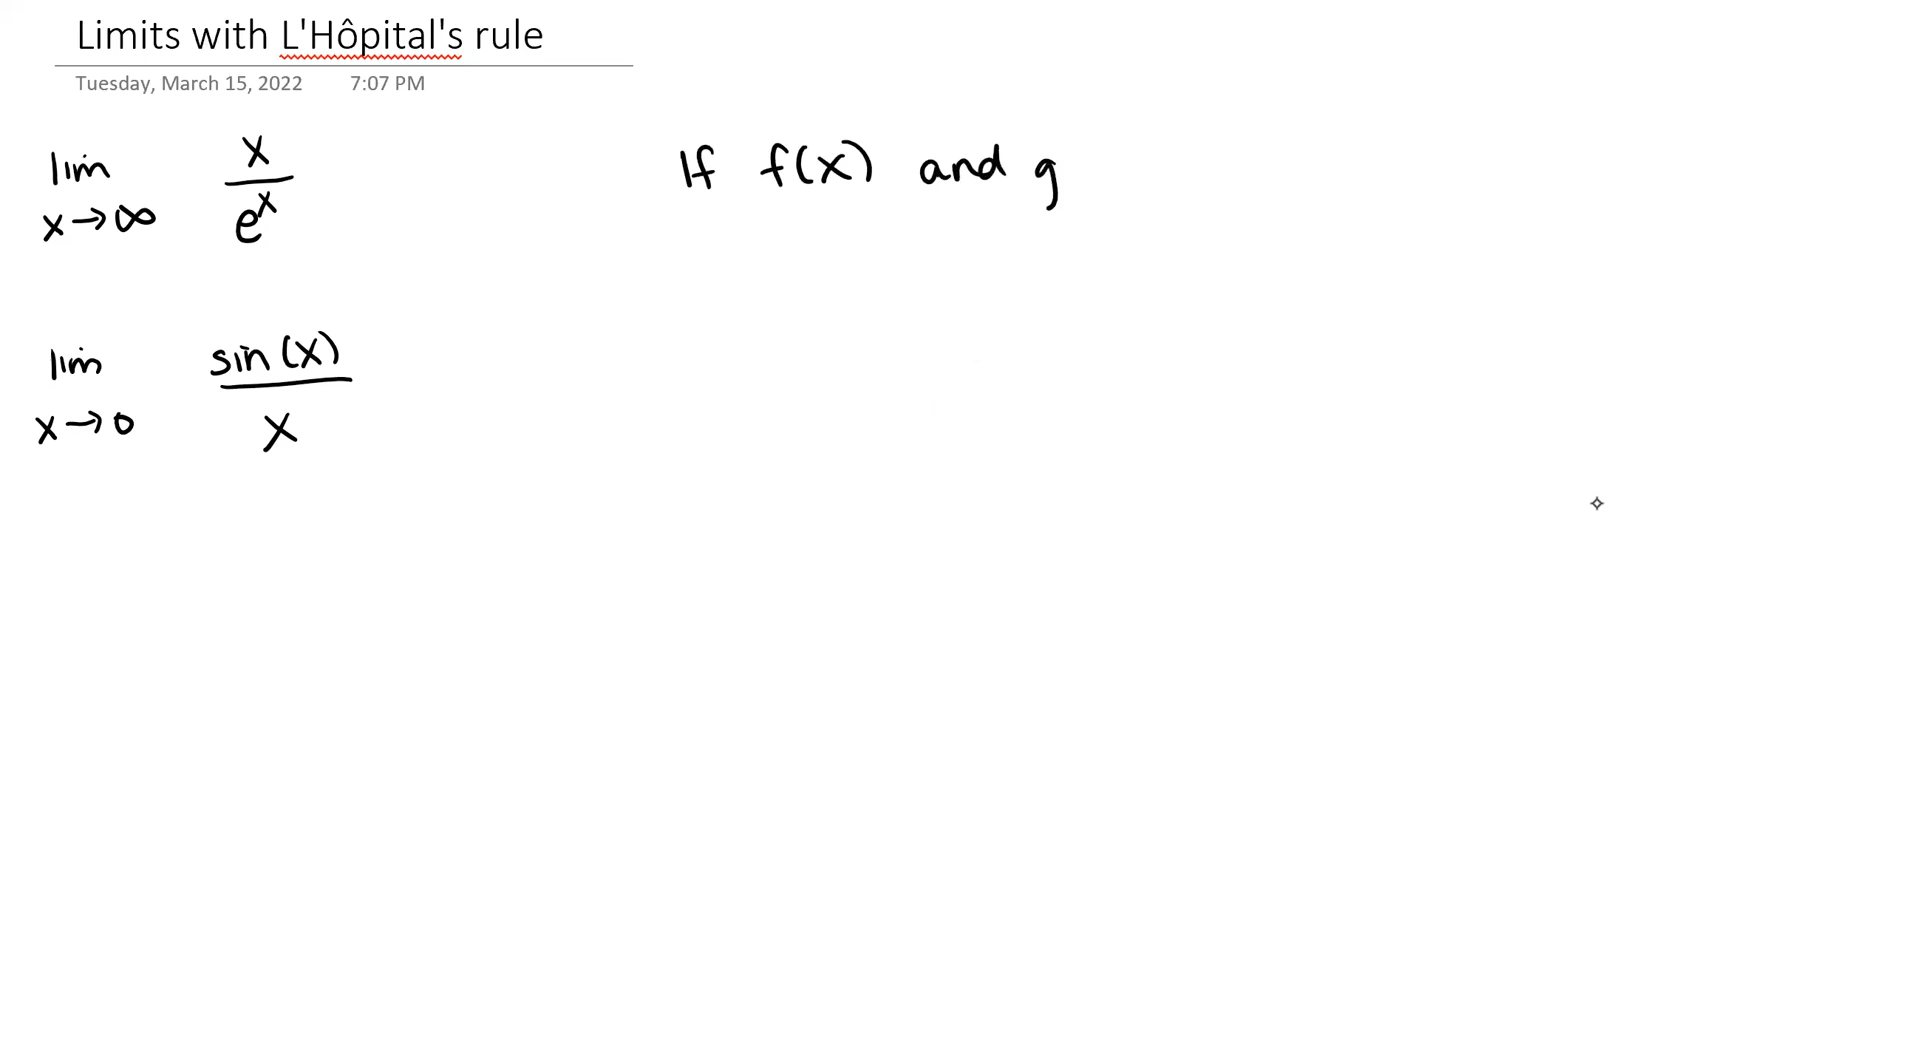 Limits with L'Hôpital's rule
Tuesday, March 15, 2022 7:07 PM
lim x→∞ x/e^x
If f(x) and g
lim x→0 sin(x)/x